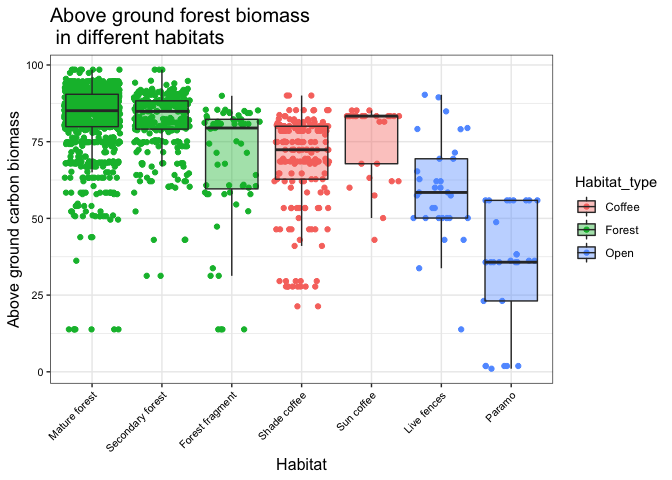 Above ground forest biomass
in different habitats
Above ground carbon biomass
100
75
50
25
0
Mature forest
Secondary forest
Forest fragment
Shade coffee
Sun coffee
Live fences
Paramo
Habitat
Habitat_type
Coffee
Forest
Open